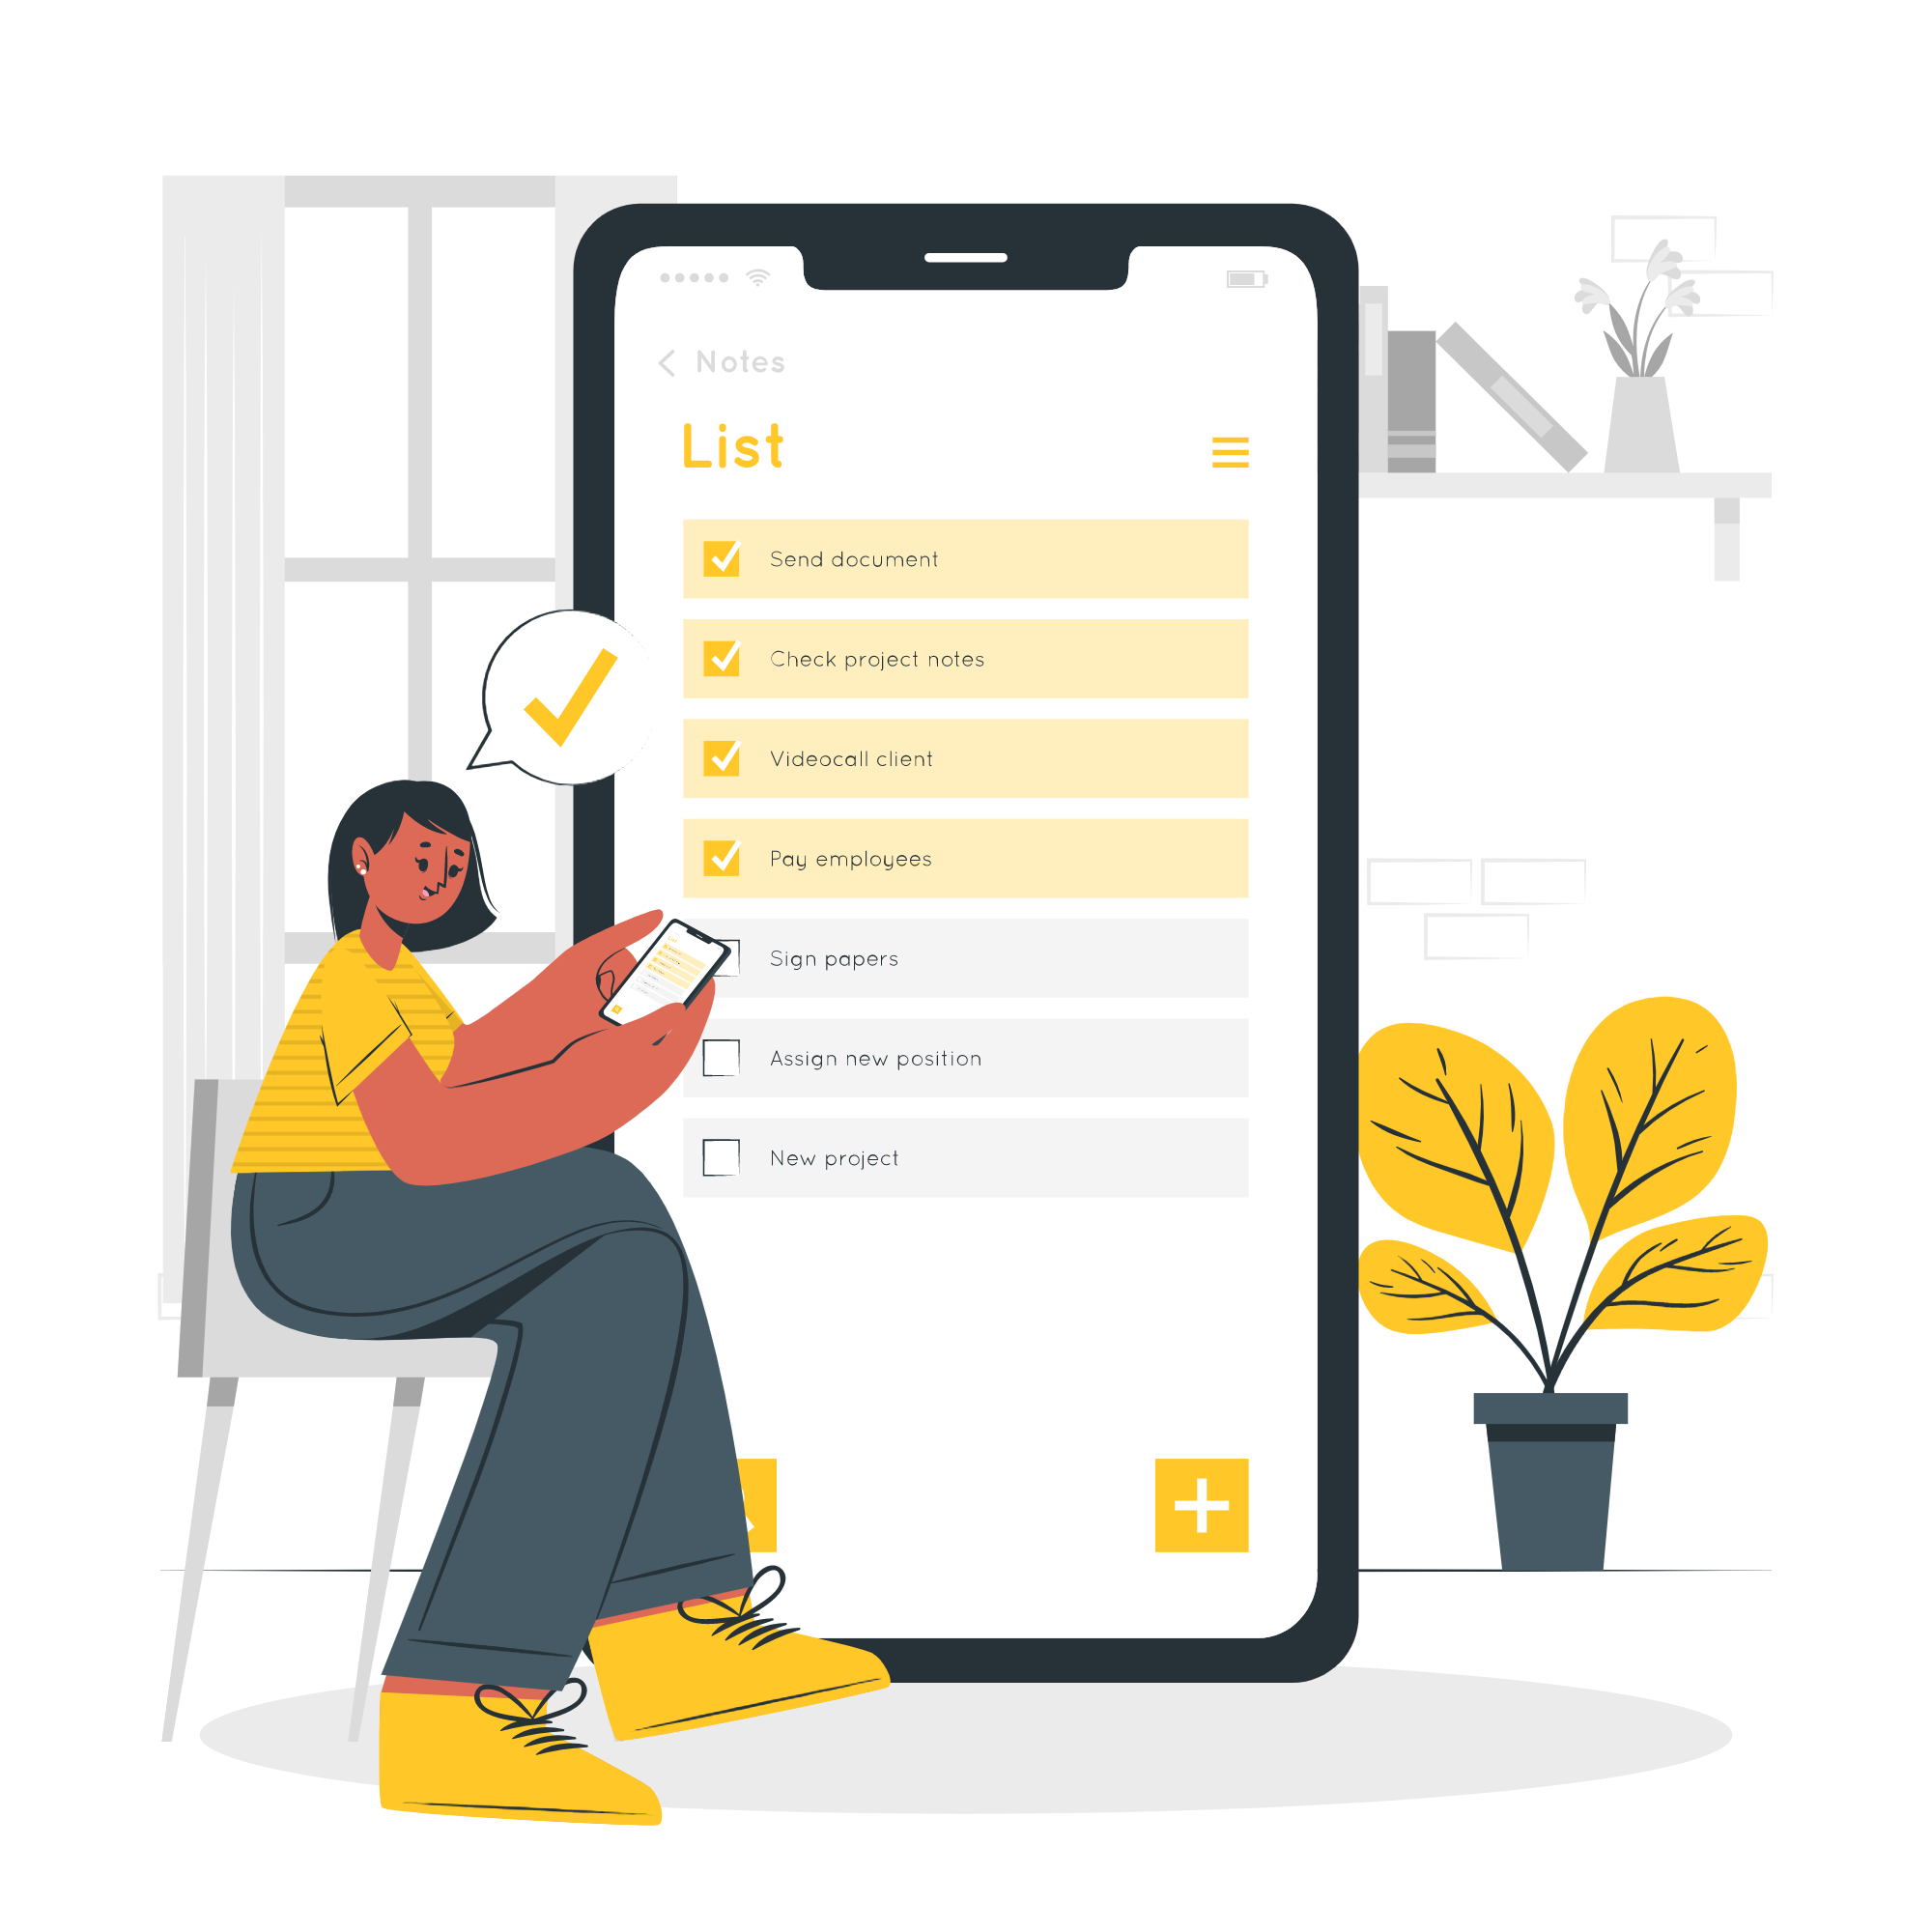 Notes
List
Send document
Check project notes
Videocall client
Pay employees
Sign papers
Assign new position
New project